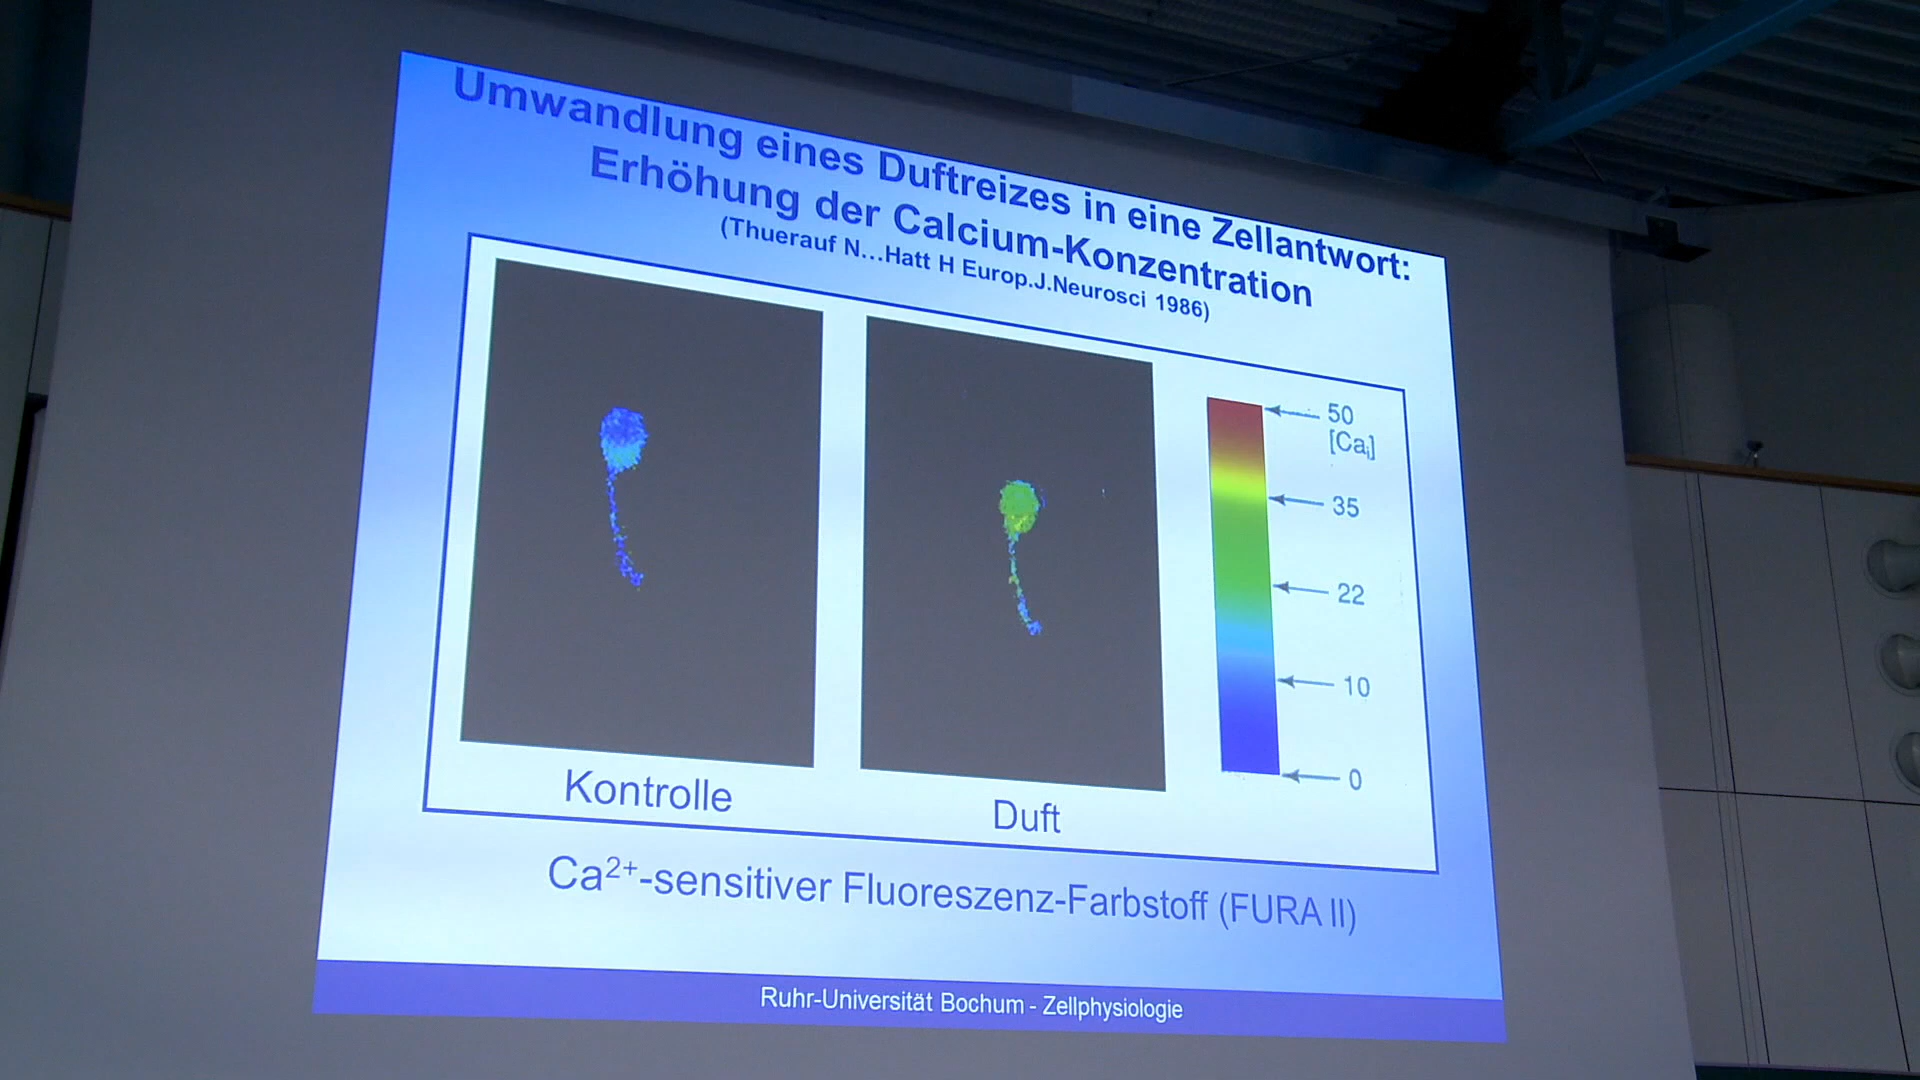 Umwandlung eines Duftreizes in eine Zellantwort:
Erhöhung der Calcium-Konzentration
(Thuerauf N...Hatt H Europ.J.Neurosci 1986)
50
[Caᵢ]
35
22
10
0
Kontrolle
Duft
Ca²⁺-sensitiver Fluoreszenz-Farbstoff (FURA II)
Ruhr-Universität Bochum - Zellphysiologie